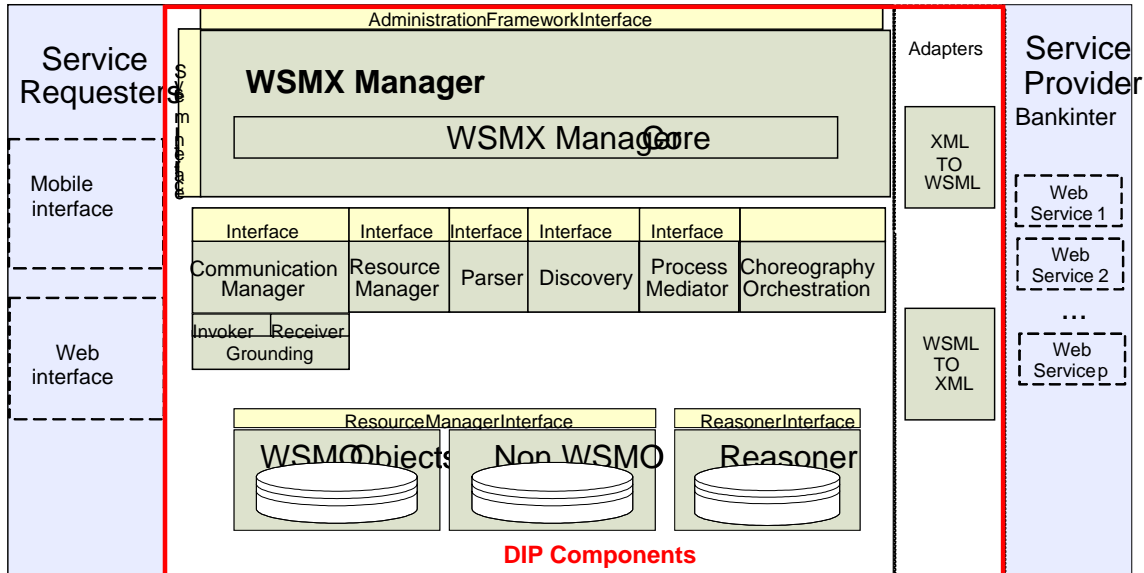 AdministrationFrameworkInterface
Service
Requesters
Mobile
interface
Web
interface
WSMX Manager
WSMX Manager Core
Interface
Communication
Manager
Invoker
Receiver
Grounding
Interface
Resource
Manager
Interface
Parser
Interface
Discovery
Interface
Process
Mediator
Choreography
Orchestration
ResourceManagerInterface
WSMO Objects
Non WSMO
ReasonerInterface
Reasoner
DIP Components
Adapters
XML
TO
WSML
WSML
TO
XML
Service
Provider
Bankinter
Web
Service 1
Web
Service 2
...
Web
Service p